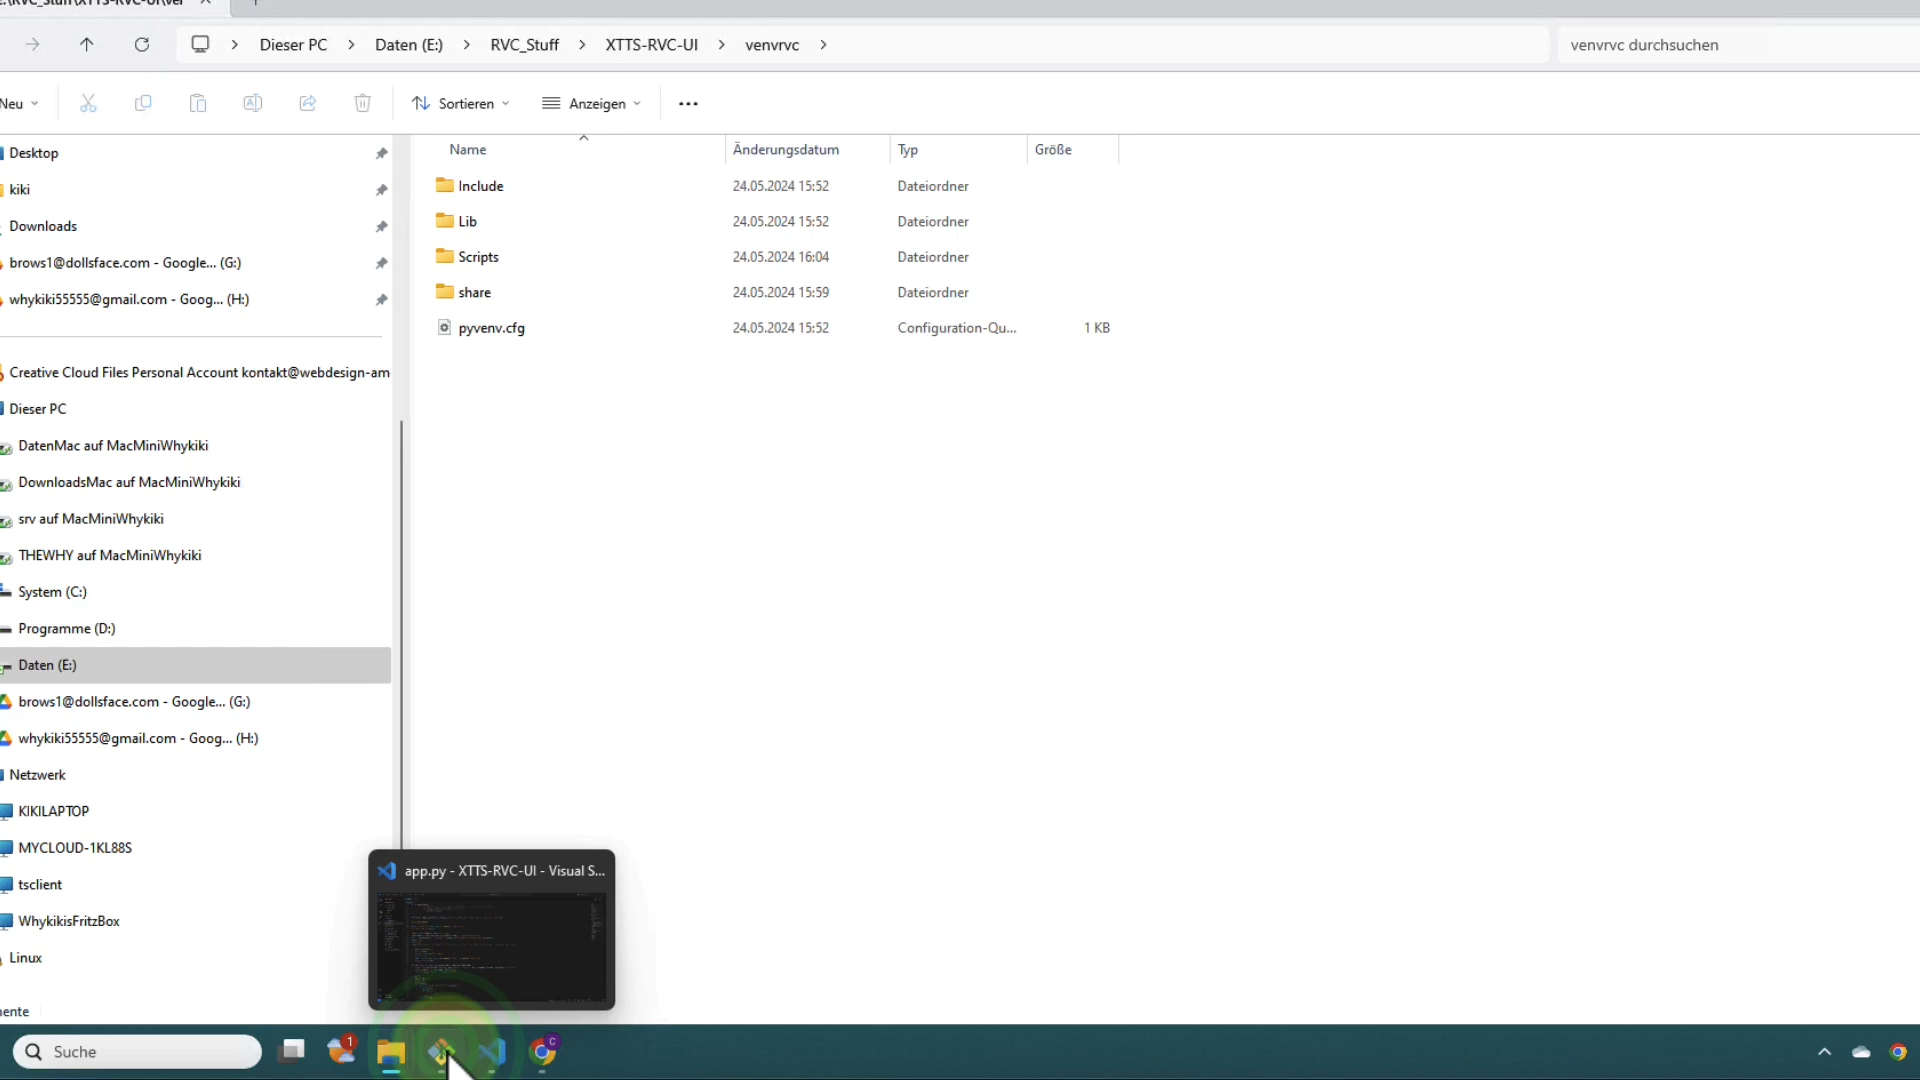 Dieser PC
Daten (E:)
RVC_Stuff
XTTS-RVC-UI
venvrvc
venvrvc durchsuchen
Neu
Sortieren
Anzeigen
Name
Änderungsdatum
Typ
Größe
Include
24.05.2024 15:52
Dateiordner
Lib
24.05.2024 15:52
Dateiordner
Scripts
24.05.2024 16:04
Dateiordner
share
24.05.2024 15:59
Dateiordner
pyvenv.cfg
24.05.2024 15:52
Configuration-Qu...
1 KB
Desktop
kiki
Downloads
brows1@dollsface.com - Google... (G:)
whykiki55555@gmail.com - Goog... (H:)
Creative Cloud Files Personal Account kontakt@webdesign-am
Dieser PC
DatenMac auf MacMiniWhykiki
DownloadsMac auf MacMiniWhykiki
srv auf MacMiniWhykiki
THEWHY auf MacMiniWhykiki
System (C:)
Programme (D:)
Daten (E:)
brows1@dollsface.com - Google... (G:)
whykiki55555@gmail.com - Goog... (H:)
Netzwerk
KIKILAPTOP
MYCLOUD-1KL88S
tsclient
WhykikisFritzBox
Linux
app.py - XTTS-RVC-UI - Visual S...
Suche
1
C